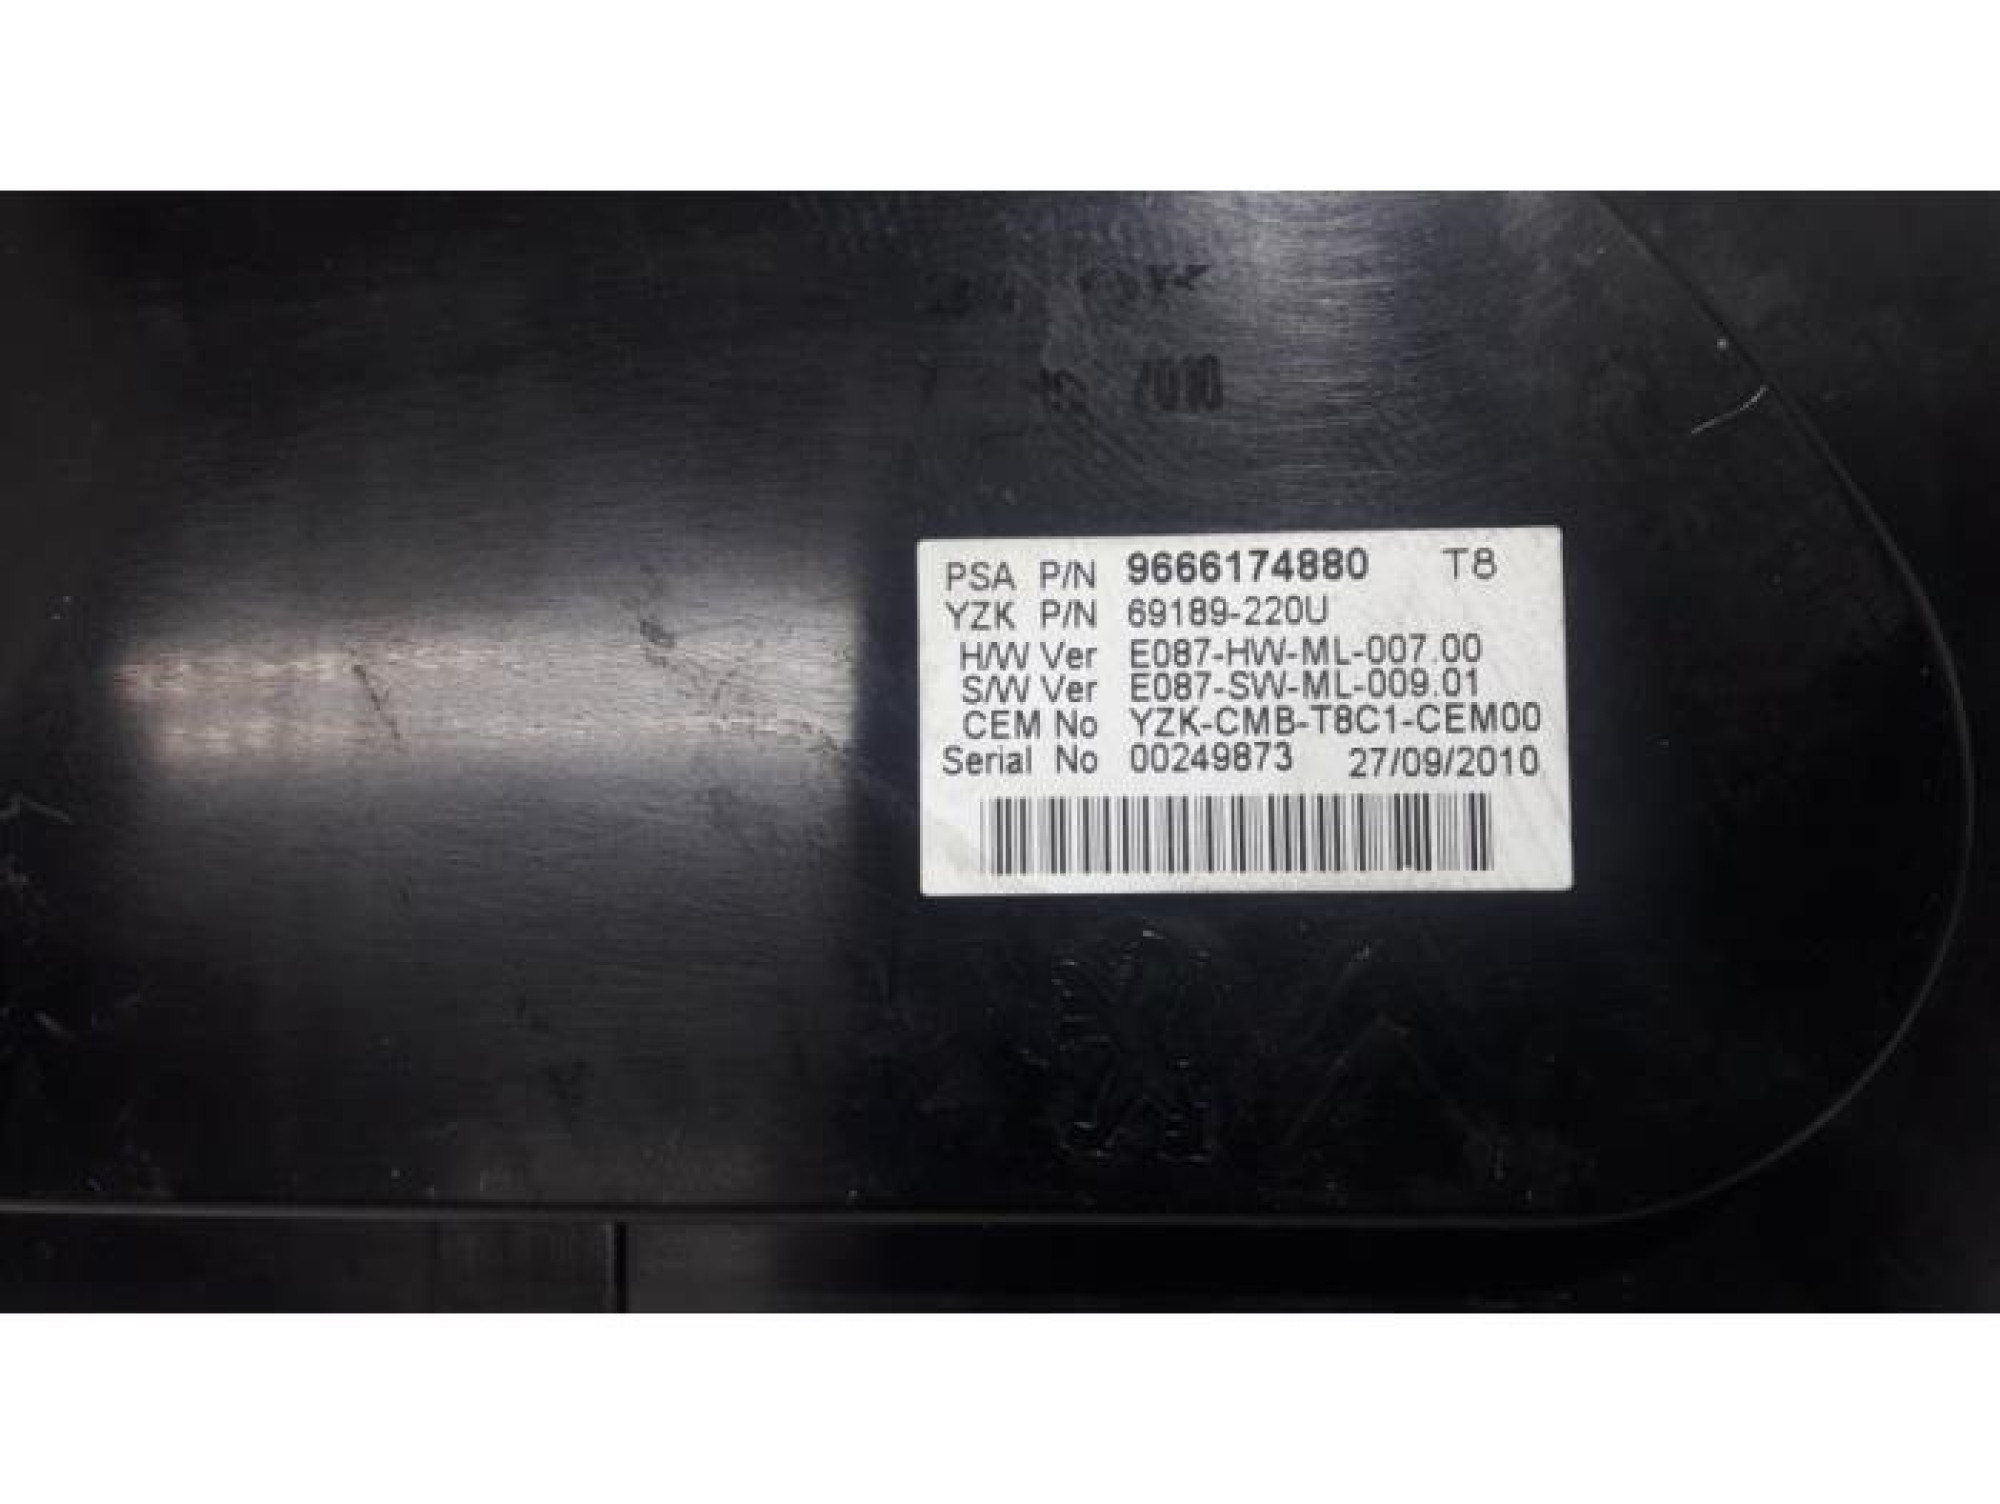 2010
PSA P/N 9666174880 T8
YZK P/N 69189-220U
H/W Ver E087-HW-ML-007.00
S/W Ver E087-SW-ML-009.01
CEM No YZK-CMB-T8C1-CEM00
Serial No 00249873 27/09/2010